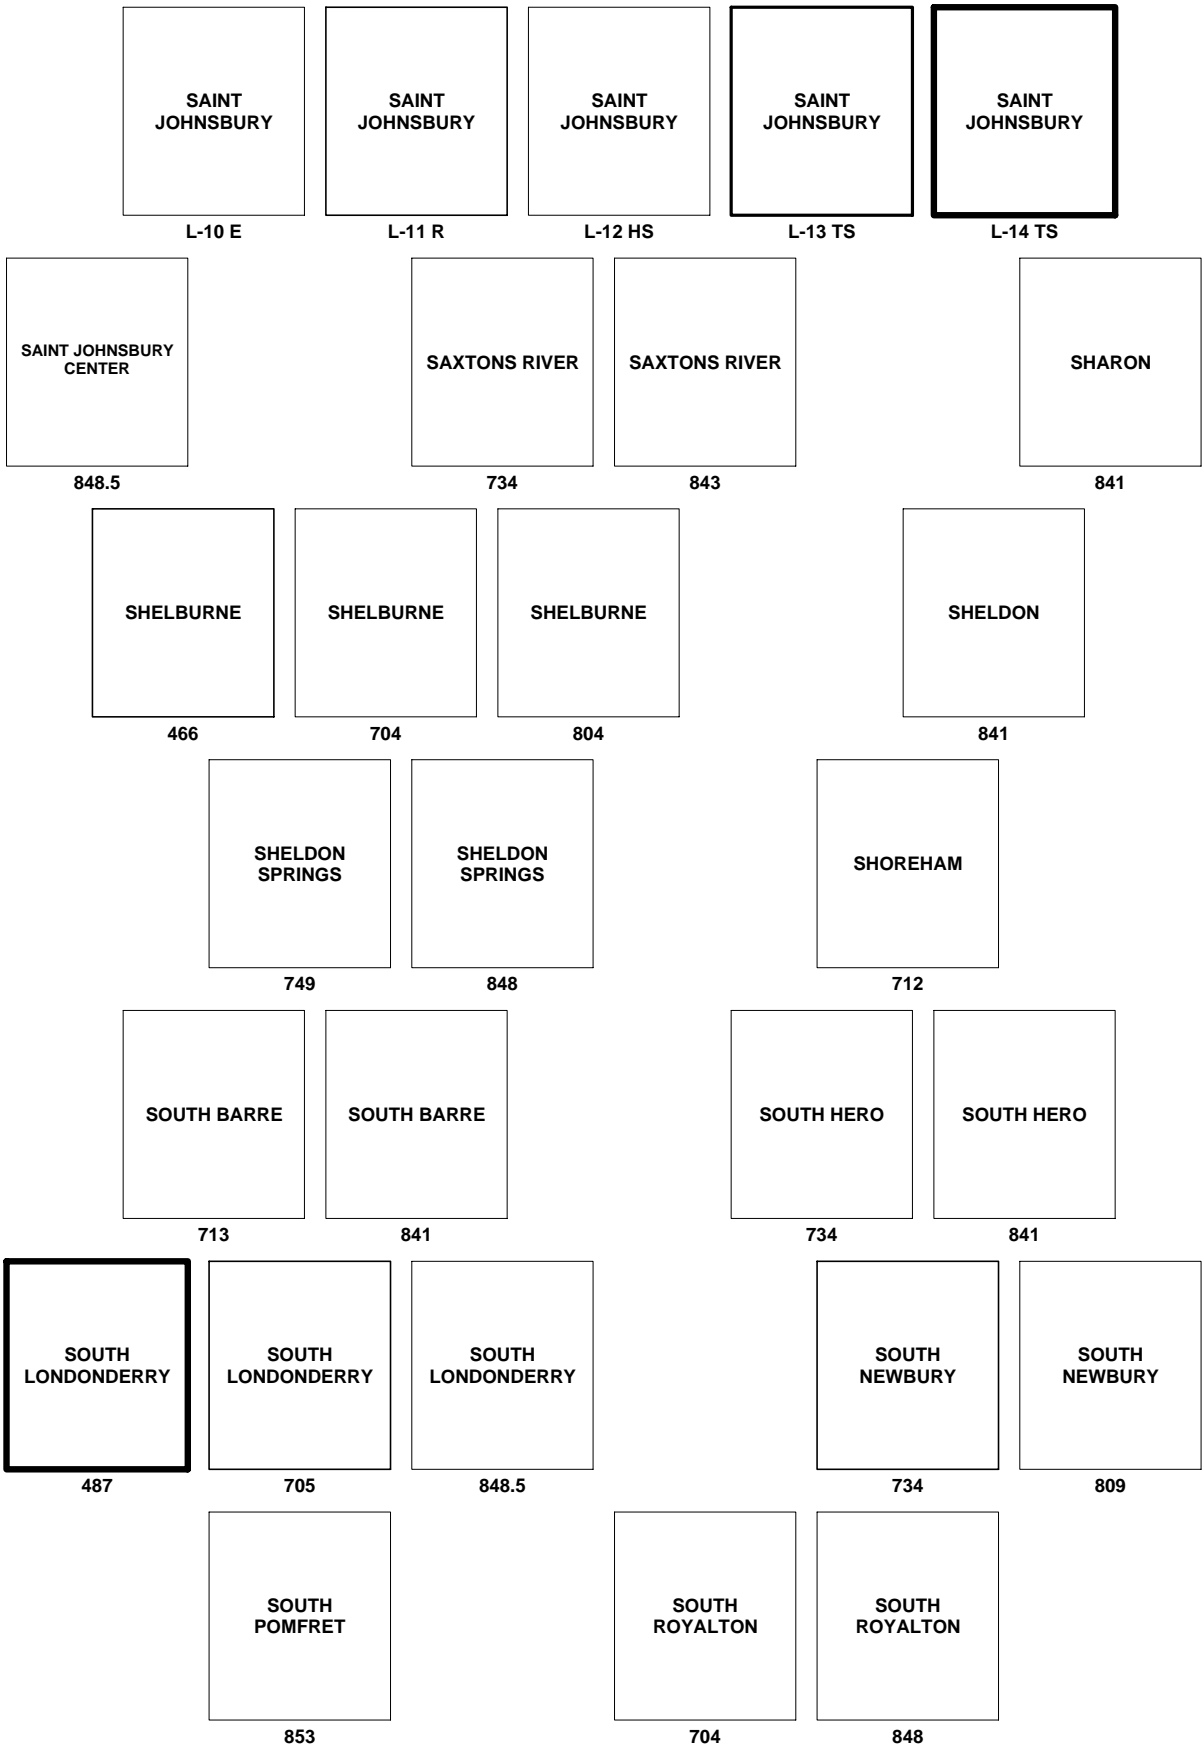 SAINT
JOHNSBURY
L-10 E
SAINT
JOHNSBURY
L-11 R
SAINT
JOHNSBURY
L-12 HS
SAINT
JOHNSBURY
L-13 TS
SAINT
JOHNSBURY
L-14 TS
SAINT JOHNSBURY
CENTER
848.5
SAXTONS RIVER
734
SAXTONS RIVER
843
SHARON
841
SHELBURNE
466
SHELBURNE
704
SHELBURNE
804
SHELDON
841
SHELDON
SPRINGS
749
SHELDON
SPRINGS
848
SHOREHAM
712
SOUTH BARRE
713
SOUTH BARRE
841
SOUTH HERO
734
SOUTH HERO
841
SOUTH
LONDONDERRY
487
SOUTH
LONDONDERRY
705
SOUTH
LONDONDERRY
848.5
SOUTH
NEWBURY
734
SOUTH
NEWBURY
809
SOUTH
POMFRET
853
SOUTH
ROYALTON
704
SOUTH
ROYALTON
848